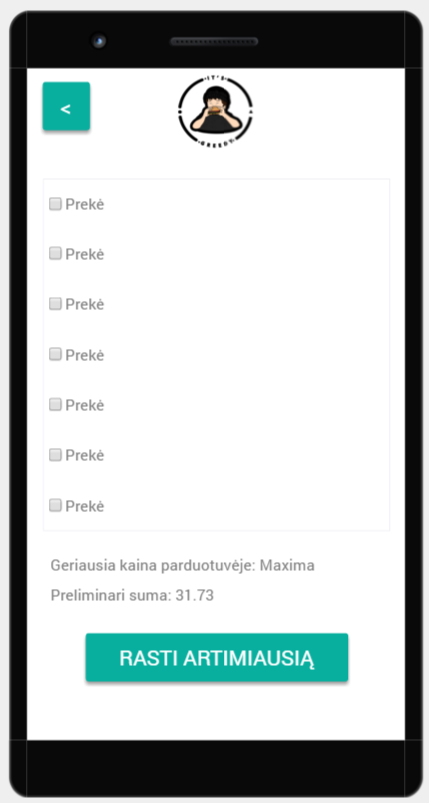 <
Prekė
Prekė
Prekė
Prekė
Prekė
Prekė
Prekė
Geriausia kaina parduotuvėje: Maxima
Preliminari suma: 31.73
RASTI ARTIMIAUSIĄ